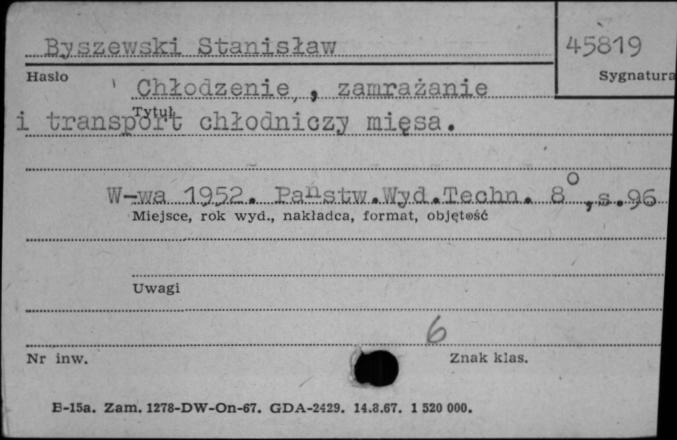 Byszewski Stanisław
45819
Hasło
Sygnatura
Chłodzenie, zamrażanie
Tytuł
i transport chłodniczy mięsa.
W-wa 1952. Państw.Wyd.Techn. 8°, s.96
Miejsce, rok wyd., nakładca, format, objętość
Uwagi
6
Nr inw.
Znak klas.
B-15a. Zam. 1278-DW-On-67. GDA-2429. 14.8.67. 1 520 000.